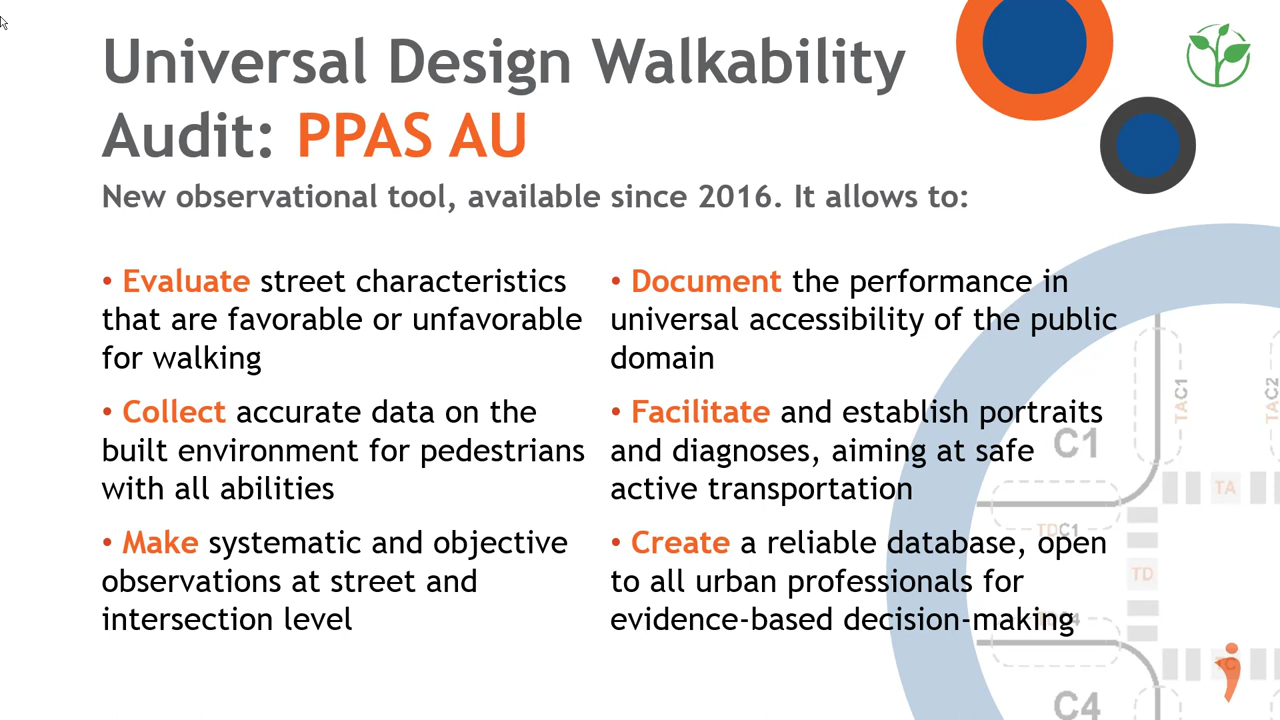 Universal Design Walkability
Audit: PPAS AU
New observational tool, available since 2016. It allows to:
• Evaluate street characteristics
that are favorable or unfavorable
for walking
• Collect accurate data on the
built environment for pedestrians
with all abilities
• Make systematic and objective
observations at street and
intersection level
• Document the performance in
universal accessibility of the public
domain
• Facilitate and establish portraits
and diagnoses, aiming at safe
active transportation
• Create a reliable database, open
to all urban professionals for
evidence-based decision-making
TAC1
TAC2
C1
TA
TDC1
TD
C4